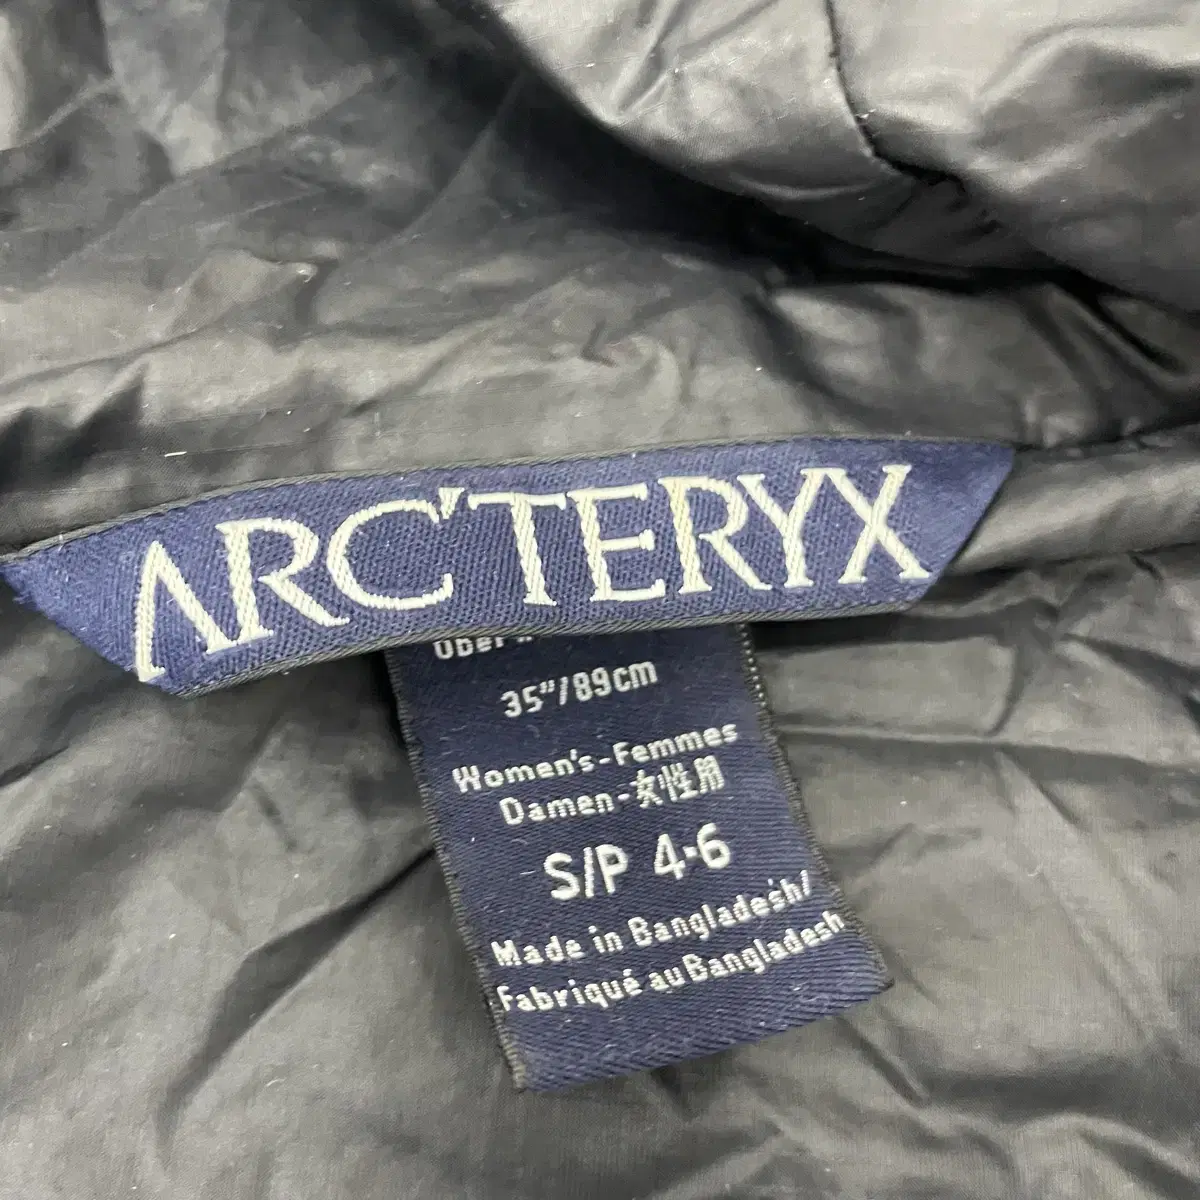 ARC'TERYX
35"/89cm
Women's-Femmes
Damen-女性用
S/P 4-6
Made in Bangladesh/
Fabriqué au Bangladesh